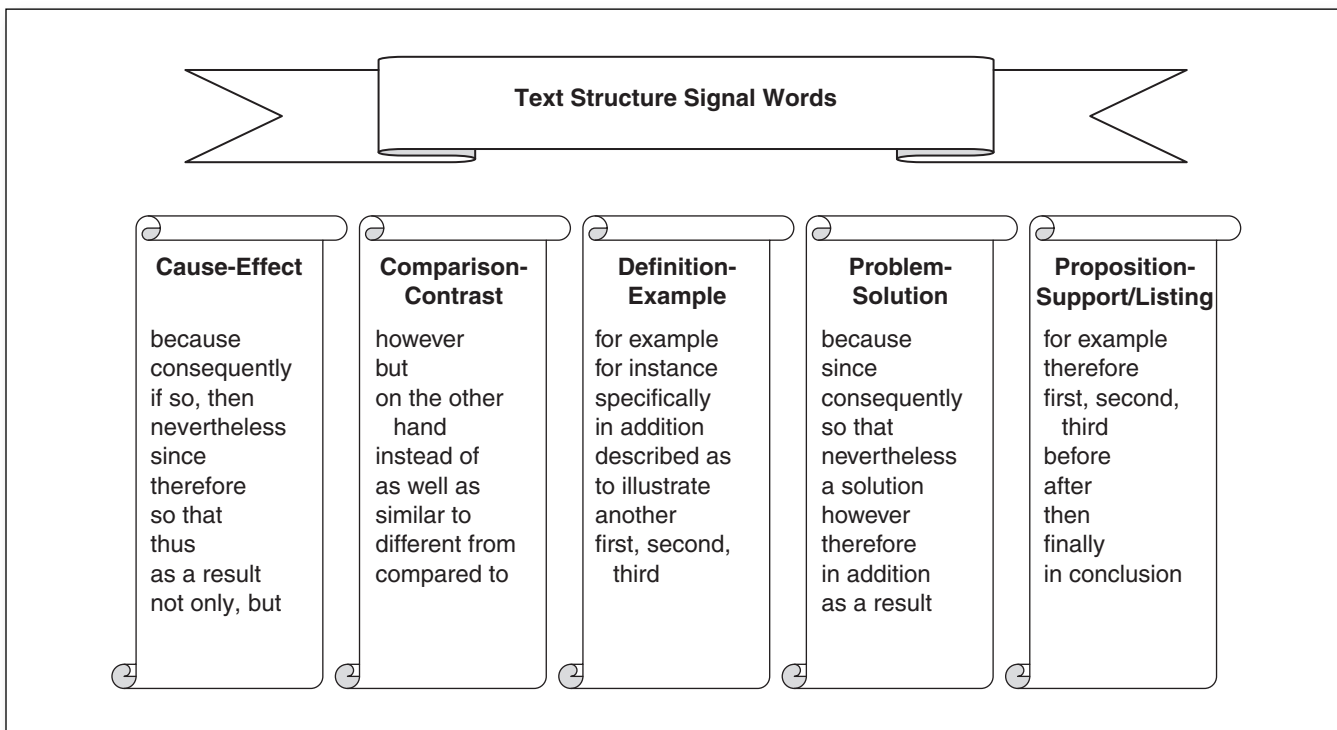 Text Structure Signal Words
Cause-Effect
because
consequently
if so, then
nevertheless
since
therefore
so that
thus
as a result
not only, but
Comparison-
Contrast
however
but
on the other
hand
instead of
as well as
similar to
different from
compared to
Definition-
Example
for example
for instance
specifically
in addition
described as
to illustrate
another
first, second,
third
Problem-
Solution
because
since
consequently
so that
nevertheless
a solution
however
therefore
in addition
as a result
Proposition-
Support/Listing
for example
therefore
first, second,
third
before
after
then
finally
in conclusion